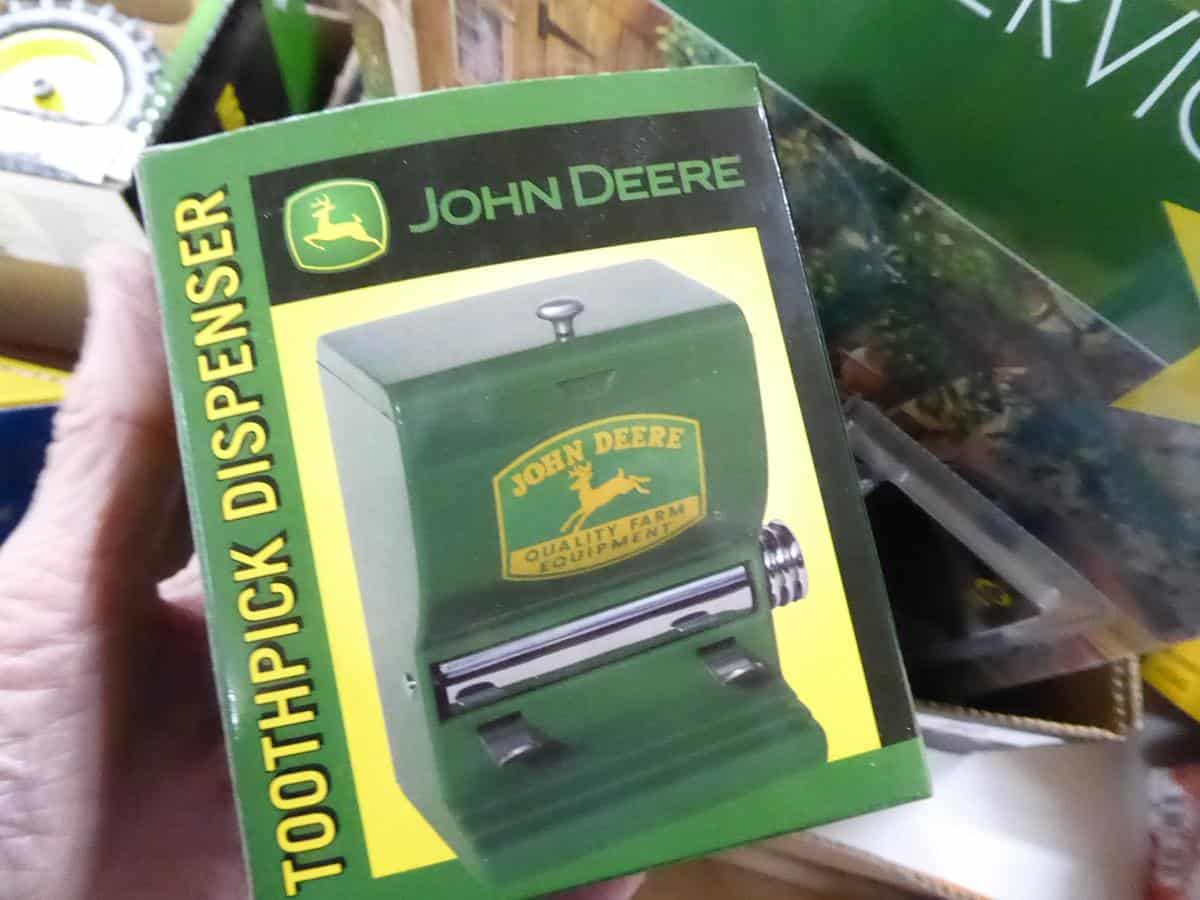 JOHN DEERE
TOOTHPICK DISPENSER
JOHN DEERE
QUALITY FARM
EQUIPMENT